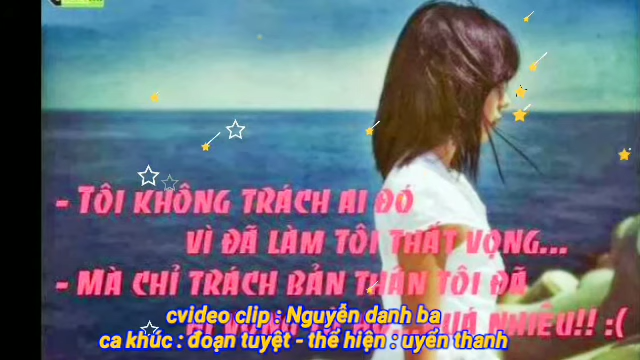 - TÔI KHÔNG TRÁCH AI ĐÓ
VÌ ĐÃ LÀM TÔI THẤT VỌNG...
- MÀ CHỈ TRÁCH BẢN THÂN TÔI ĐÃ
NHIỀU!! :(
cvideo clip : Nguyễn danh ba
ca khúc : đoạn tuyệt - thể hiện : uyển thanh